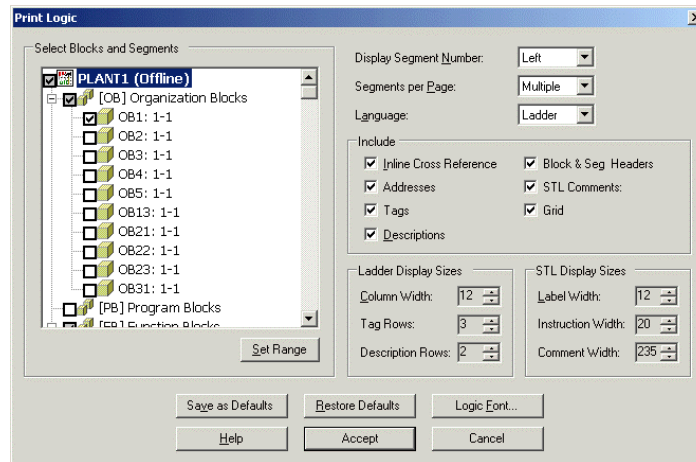 Print Logic
Select Blocks and Segments
PLANT1 (Offline)
[OB] Organization Blocks
OB1: 1-1
OB2: 1-1
OB3: 1-1
OB4: 1-1
OB5: 1-1
OB13: 1-1
OB21: 1-1
OB22: 1-1
OB23: 1-1
OB31: 1-1
[PB] Program Blocks
[FB] Function Blocks
Set Range
Display Segment Number: Left
Segments per Page: Multiple
Language: Ladder
Include
Inline Cross Reference
Block & Seg Headers
Addresses
STL Comments:
Tags
Grid
Descriptions
Ladder Display Sizes
Column Width: 12
Tag Rows: 3
Description Rows: 2
STL Display Sizes
Label Width: 12
Instruction Width: 20
Comment Width: 235
Save as Defaults
Restore Defaults
Logic Font...
Help
Accept
Cancel